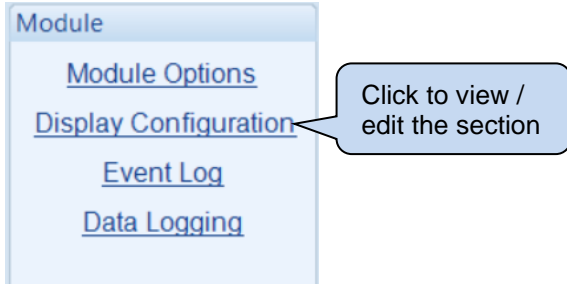 Module
Module Options
Display Configuration
Click to view /
edit the section
Event Log
Data Logging